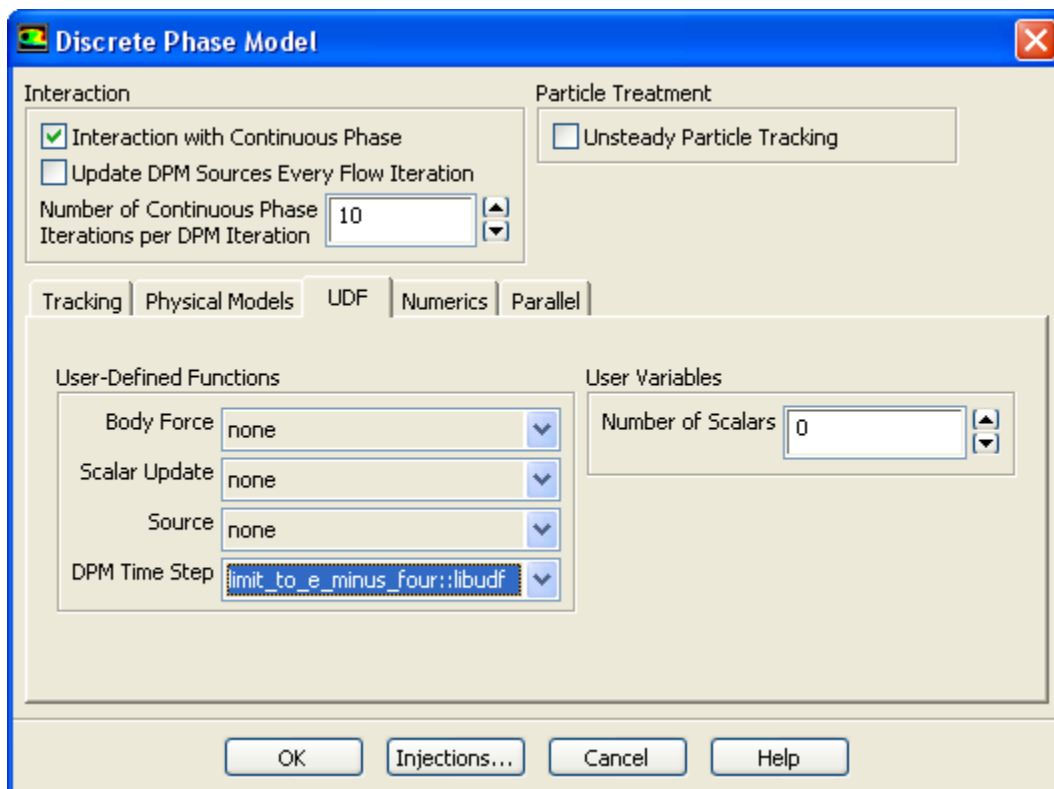 Discrete Phase Model
Interaction
Interaction with Continuous Phase
Update DPM Sources Every Flow Iteration
Number of Continuous Phase
Iterations per DPM Iteration
10
Particle Treatment
Unsteady Particle Tracking
Tracking Physical Models UDF Numerics Parallel
User-Defined Functions
Body Force none
Scalar Update none
Source none
DPM Time Step limit_to_e_minus_four::libudf
User Variables
Number of Scalars 0
OK Injections... Cancel Help